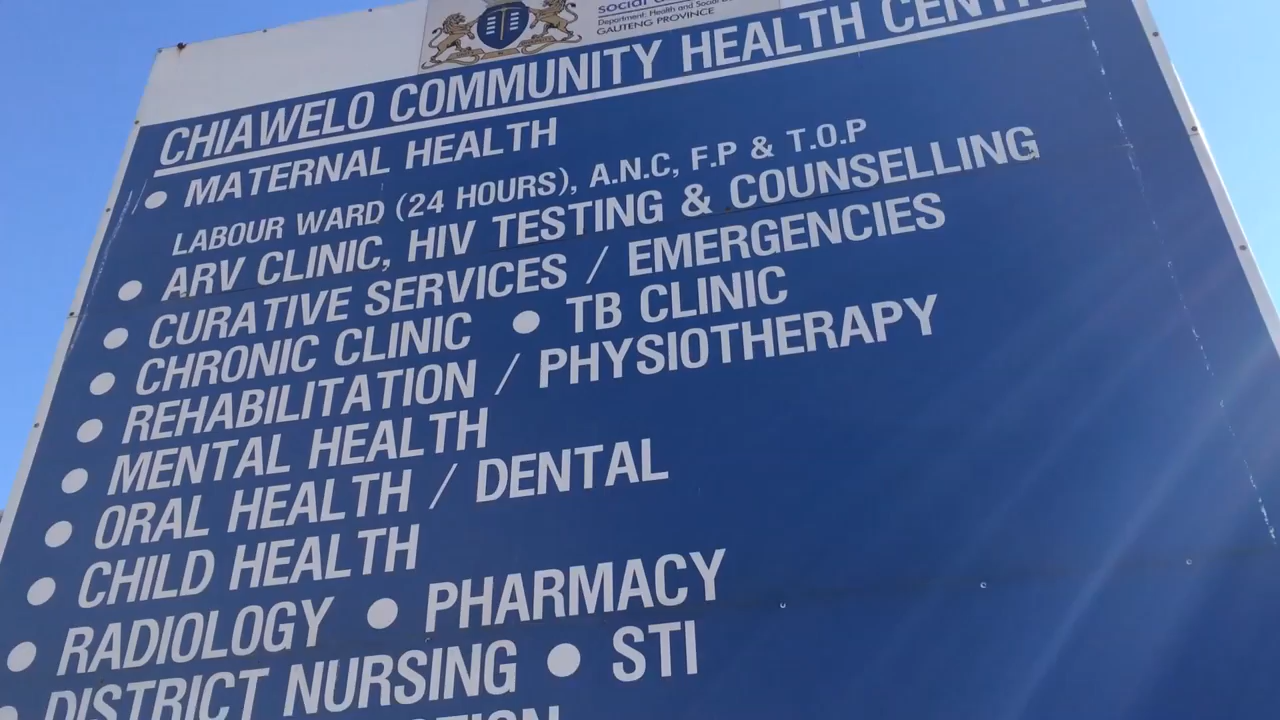 Department: Health and Social
GAUTENG PROVINCE
CHIAWELO COMMUNITY HEALTH
• MATERNAL HEALTH
LABOUR WARD (24 HOURS), A.N.C, F.P & T.O.P
• ARV CLINIC, HIV TESTING & COUNSELLING
• CURATIVE SERVICES / EMERGENCIES
• CHRONIC CLINIC • TB CLINIC
• REHABILITATION / PHYSIOTHERAPY
• MENTAL HEALTH
• ORAL HEALTH / DENTAL
• CHILD HEALTH
• RADIOLOGY • PHARMACY
• DISTRICT NURSING • STI